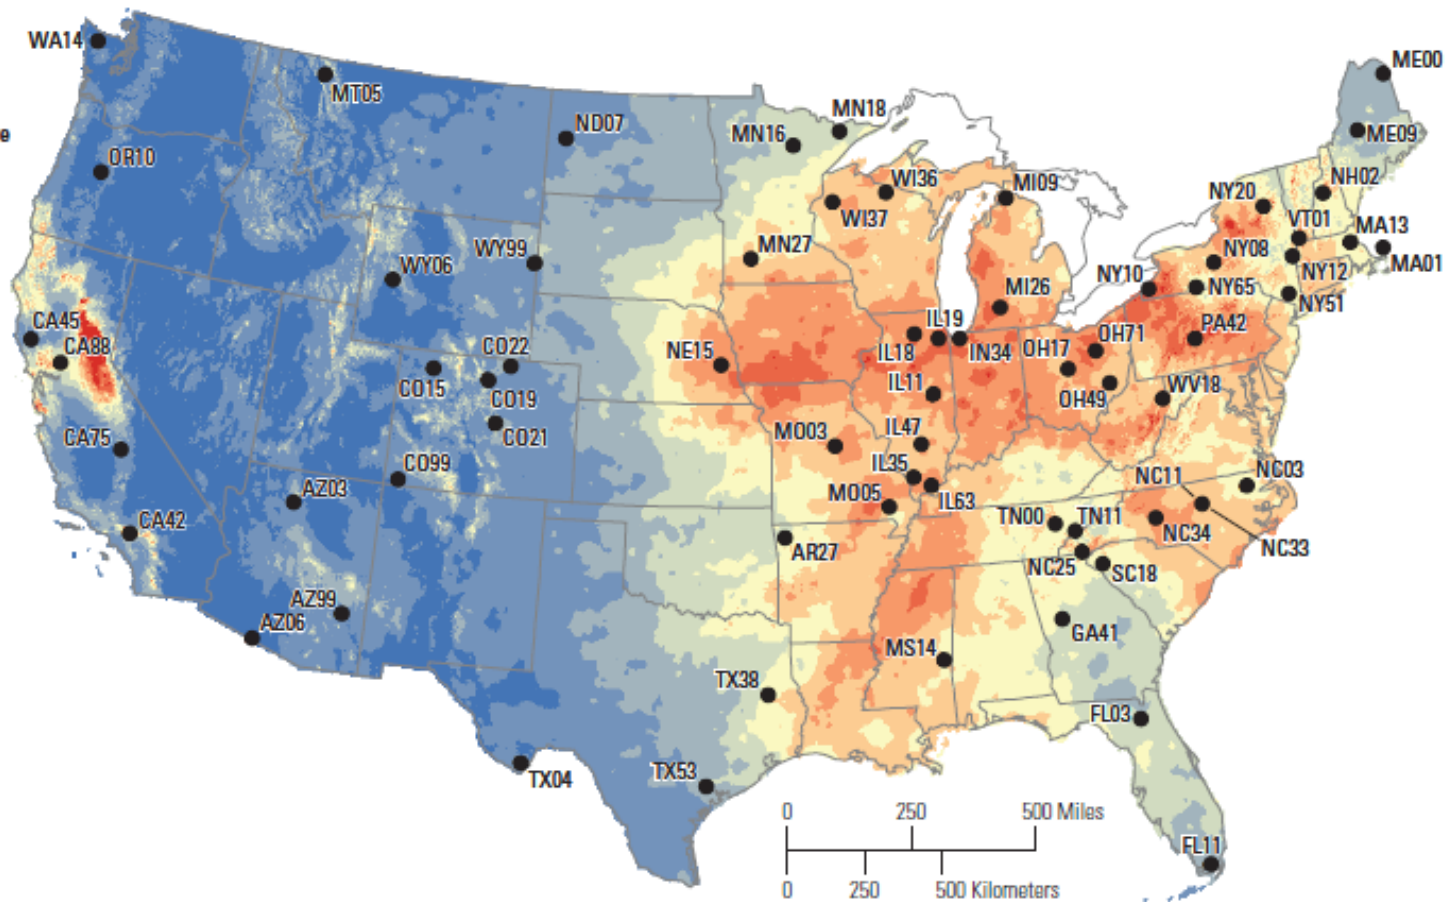 WA14
MT05
ND07
MN16
MN18
ME00
ME09
e
OR10
WI36
MI09
NH02
NY20
WI37
VT01
MA13
MN27
WY99
WY06
NY08
NY10
NY12
MA01
NY65
MI26
NY51
CA45
CA88
CO22
NE15
IL19
IL18
IN34
OH17
OH71
PA42
CO15
CO19
IL11
OH49
WV18
CA75
CO21
MO03
IL47
CO99
IL35
NC11
NC03
AZ03
MO05
IL63
CA42
TN00
TN11
NC34
NC33
AR27
NC25
SC18
AZ99
AZ06
GA41
MS14
TX38
FL03
TX53
TX04
0 250 500 Miles
FL11
0 250 500 Kilometers